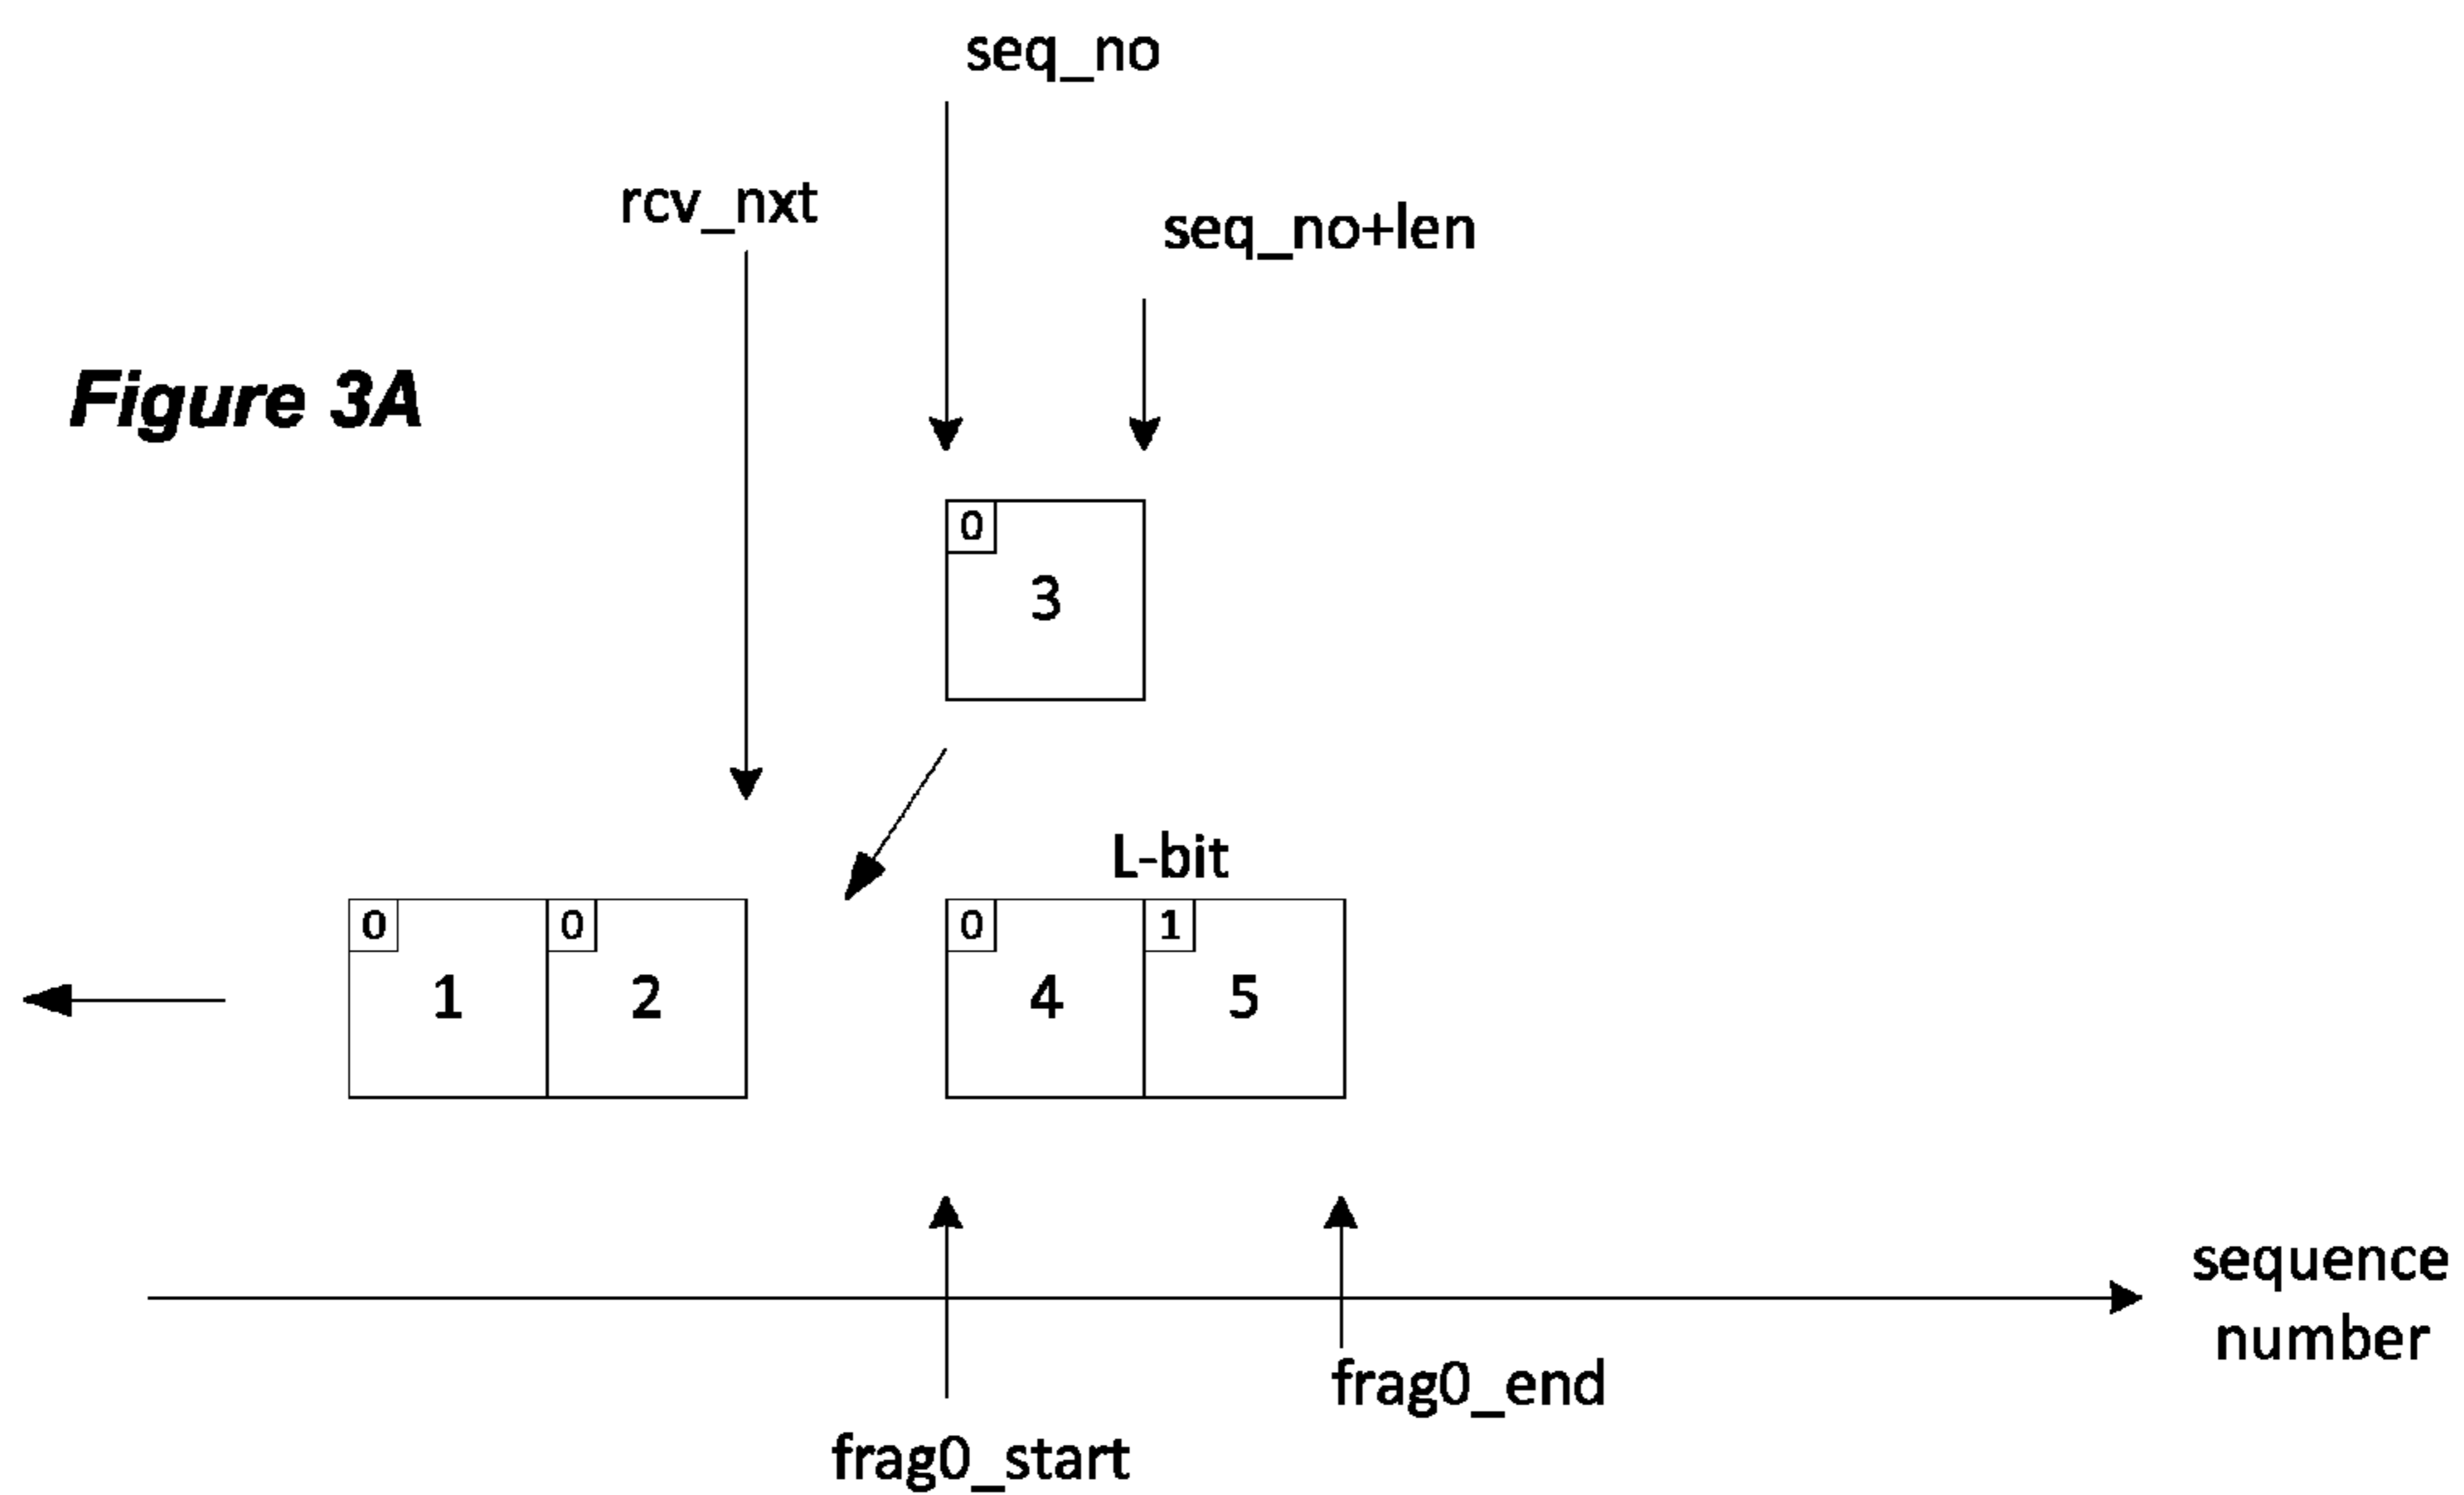 seq_no
rcv_nxt
seq_no+len
Figure 3A
0
3
L-bit
0
0
0
1
1
2
4
5
sequence
number
frag0_end
frag0_start